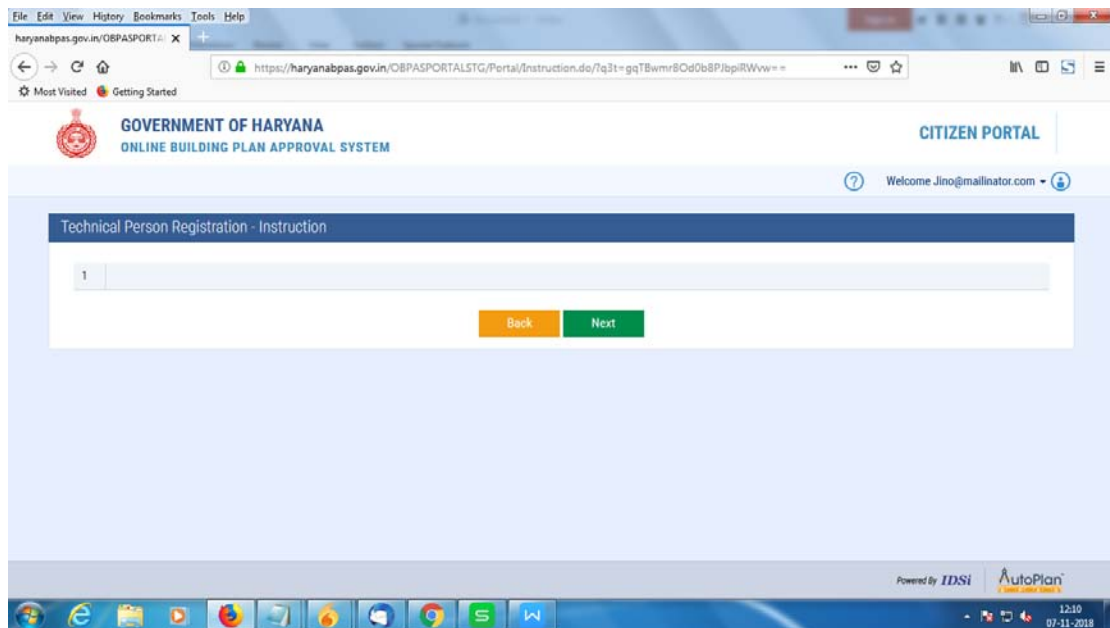 File Edit View History Bookmarks Tools Help
haryanabpas.gov.in/OBPASPORTA
https://haryanabpas.gov.in/OBPASPORTALSTG/Portal/Instruction.do/?q3t=gqTBwmrBOd0b8PJbpiRWvw==
Most Visited Getting Started
GOVERNMENT OF HARYANA
ONLINE BUILDING PLAN APPROVAL SYSTEM
CITIZEN PORTAL
Welcome Jino@mailinator.com
Technical Person Registration - Instruction
1
Back Next
Powered By IDSi AutoPlan
12:10
07-11-2018